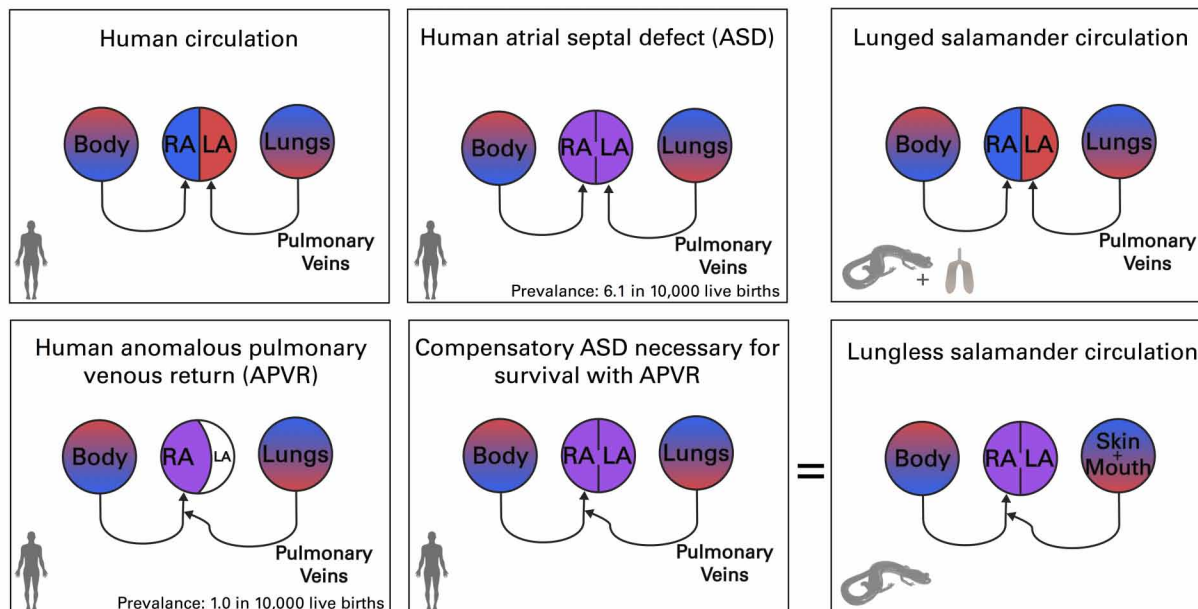 Human circulation
Body
RA
LA
Lungs
Pulmonary
Veins
Human atrial septal defect (ASD)
Body
RA
LA
Lungs
Pulmonary
Veins
Prevalance: 6.1 in 10,000 live births
Lunged salamander circulation
Body
RA
LA
Lungs
Pulmonary
Veins
+
Human anomalous pulmonary
venous return (APVR)
Body
RA
LA
Lungs
Pulmonary
Veins
Prevalance: 1.0 in 10,000 live births
Compensatory ASD necessary for
survival with APVR
Body
RA
LA
Lungs
Pulmonary
Veins
=
Lungless salamander circulation
Body
RA
LA
Skin
+
Mouth